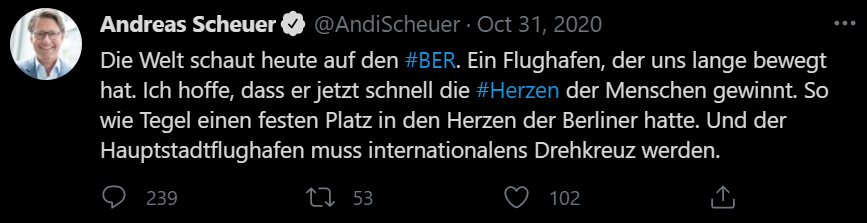 Andreas Scheuer @AndiScheuer · Oct 31, 2020
Die Welt schaut heute auf den #BER. Ein Flughafen, der uns lange bewegt
hat. Ich hoffe, dass er jetzt schnell die #Herzen der Menschen gewinnt. So
wie Tegel einen festen Platz in den Herzen der Berliner hatte. Und der
Hauptstadtflughafen muss internationalens Drehkreuz werden.
239 53 102